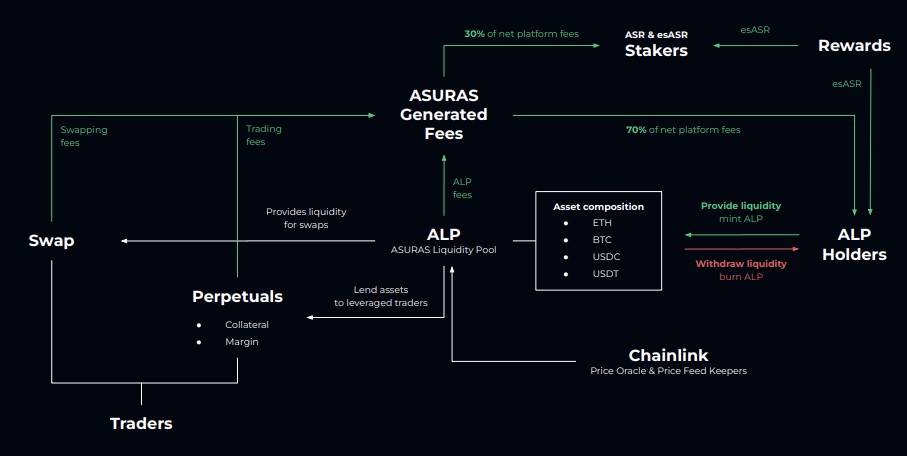 30% of net platform fees
ASR & esASR
Stakers
esASR
Rewards
esASR
ASURAS
Generated
Fees
Swapping
fees
Trading
fees
70% of net platform fees
ALP
fees
Provides liquidity
for swaps
Asset composition
● ETH
● BTC
● USDC
● USDT
Provide liquidity
mint ALP
Swap
ALP
ASURAS Liquidity Pool
ALP
Holders
Withdraw liquidity
burn ALP
Perpetuals
● Collateral
● Margin
Lend assets
to leveraged traders
Chainlink
Price Oracle & Price Feed Keepers
Traders